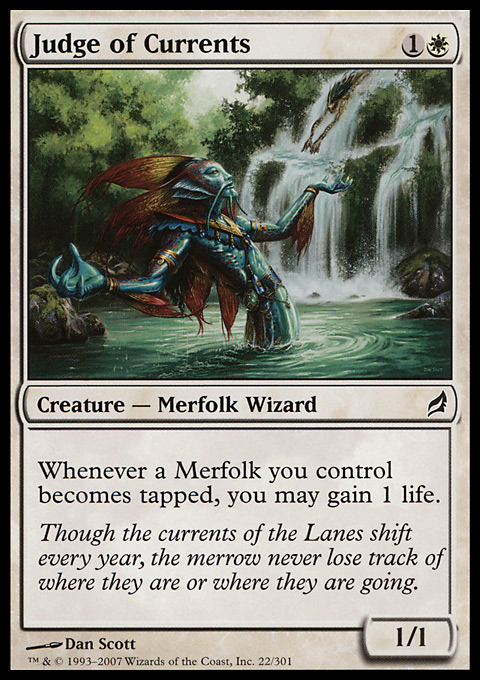 Judge of Currents 1
Creature — Merfolk Wizard
Whenever a Merfolk you control
becomes tapped, you may gain 1 life.
Though the currents of the Lanes shift
every year, the merrow never lose track of
where they are or where they are going.
Dan Scott
1/1
™ & © 1993–2007 Wizards of the Coast, Inc. 22/301